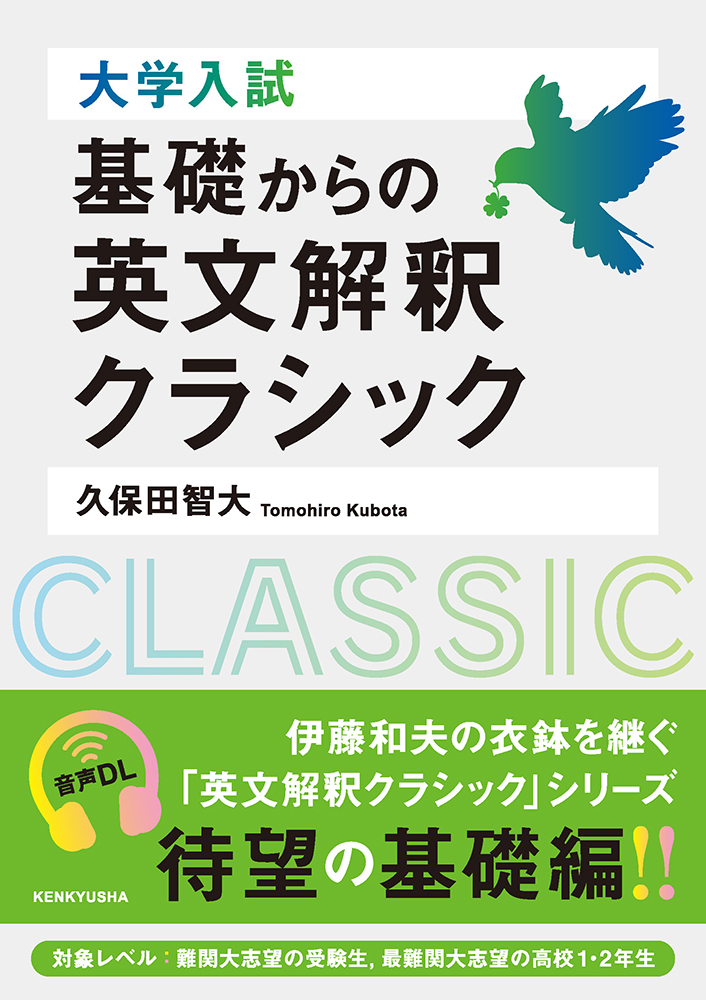 大学入試
基礎からの
英文解釈
クラシック
久保田智大 Tomohiro Kubota
CLASSIC
音声DL
伊藤和夫の衣鉢を継ぐ
「英文解釈クラシック」シリーズ
待望の基礎編!!
KENKYUSHA
対象レベル：難関大志望の受験生, 最難関大志望の高校1・2年生